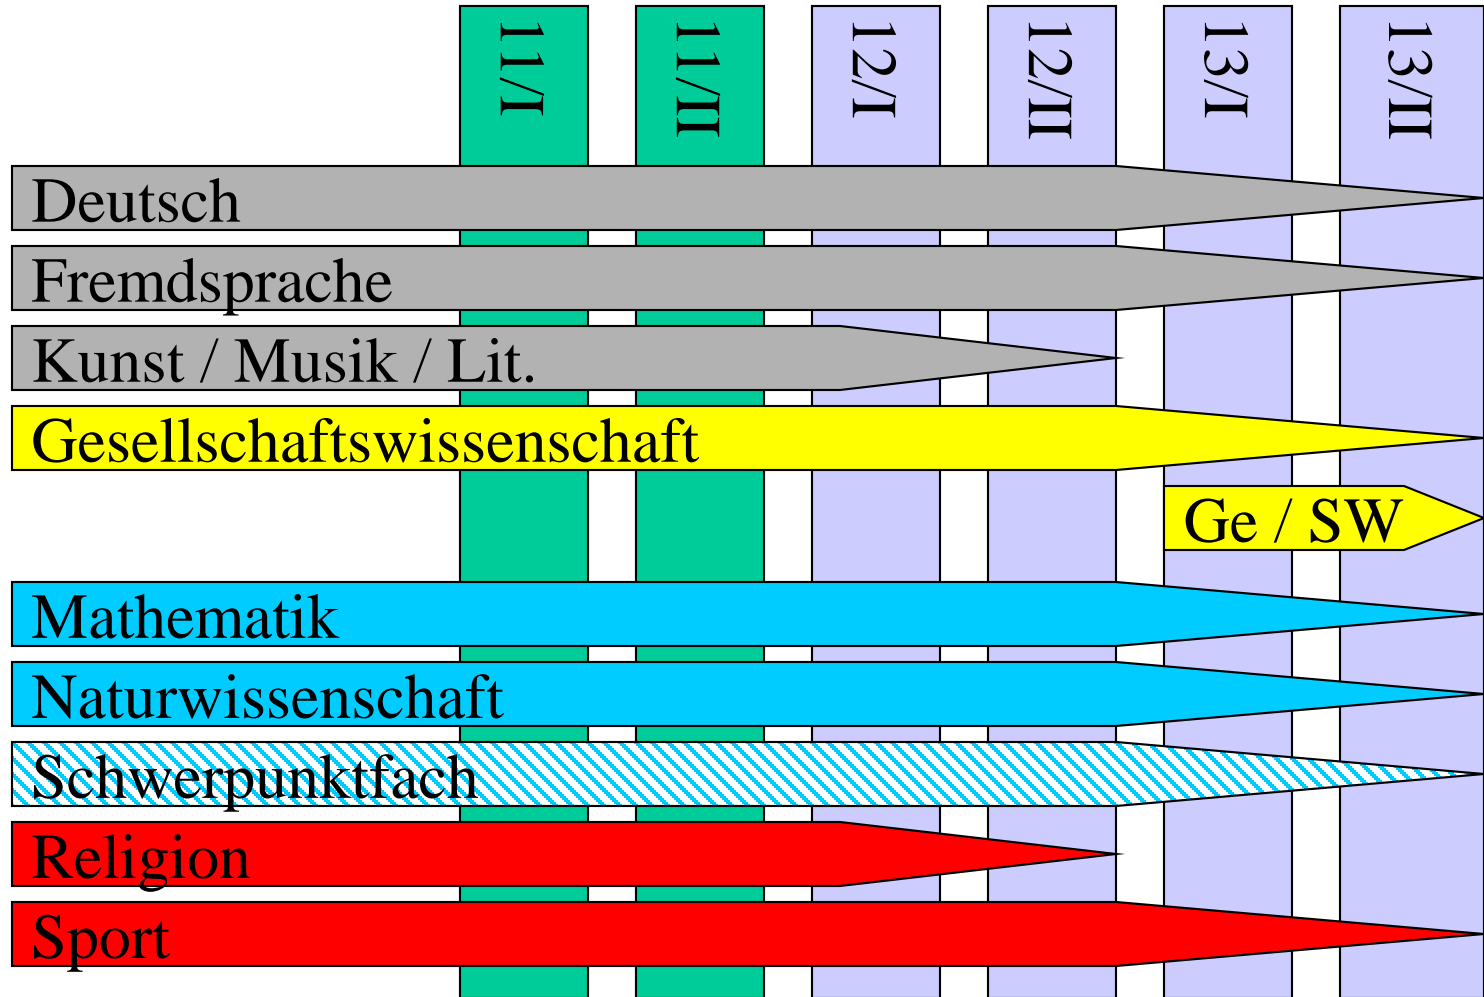 11/I
11/II
12/I
12/II
13/I
13/II
Deutsch
Fremdsprache
Kunst / Musik / Lit.
Gesellschaftswissenschaft
Ge / SW
Mathematik
Naturwissenschaft
Schwerpunktfach
Religion
Sport